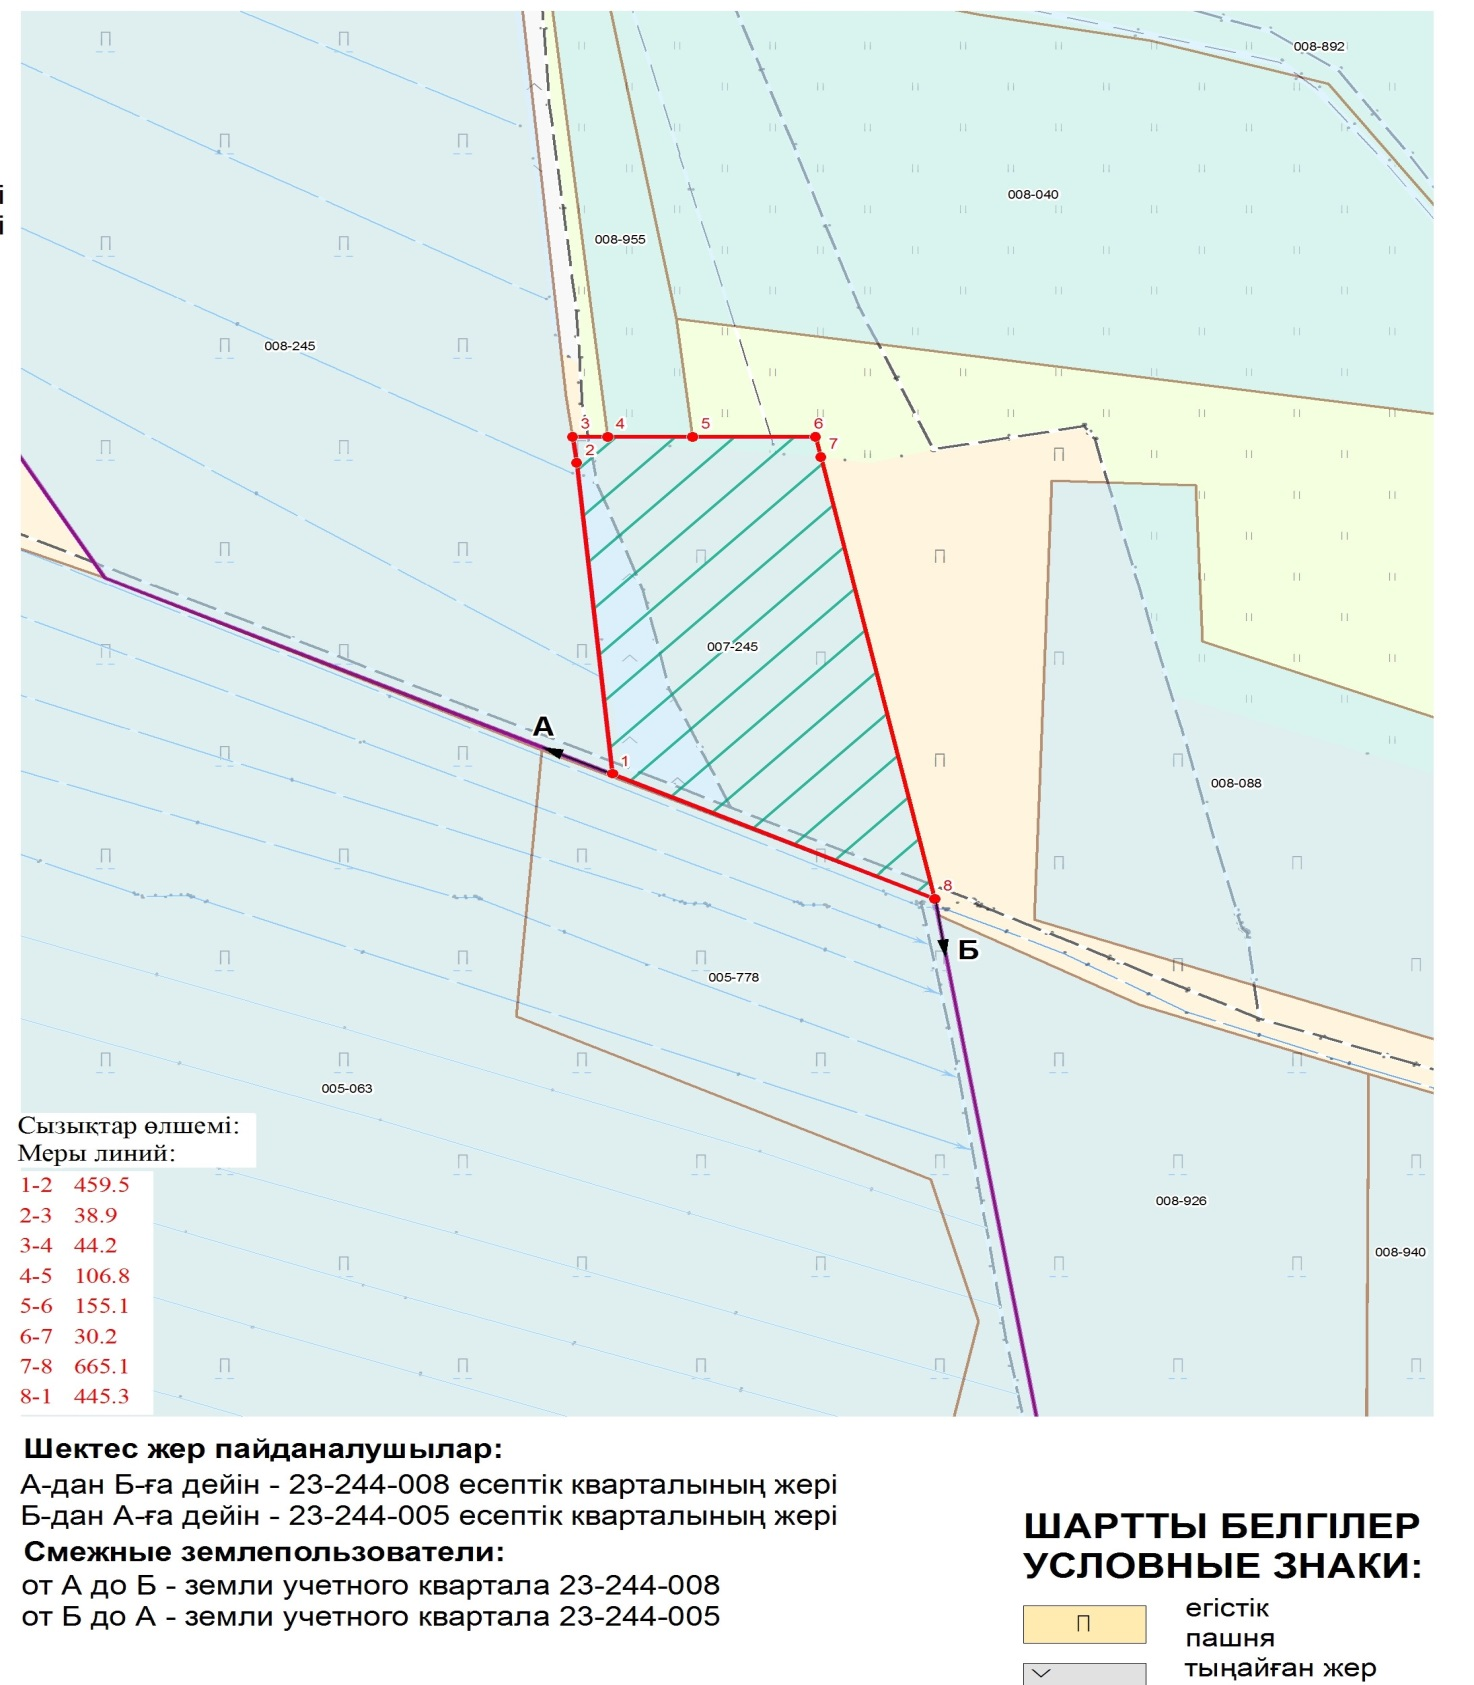 008-892
і
008-040
і
008-955
008-245
3 4 5 6
2 7
007-245
А
1
008-088
8
Б
005-778
005-063
008-926
008-940
Сызықтар өлшемі:
Меры линий:
1-2 459.5
2-3 38.9
3-4 44.2
4-5 106.8
5-6 155.1
6-7 30.2
7-8 665.1
8-1 445.3
Шектес жер пайданалушылар:
А-дан Б-ға дейін - 23-244-008 есептік кварталының жері
Б-дан А-ға дейін - 23-244-005 есептік кварталының жері
Смежные землепользователи:
от А до Б - земли учетного квартала 23-244-008
от Б до А - земли учетного квартала 23-244-005
ШАРТТЫ БЕЛГІЛЕР
УСЛОВНЫЕ ЗНАКИ:
егістік
пашня
тыңайған жер